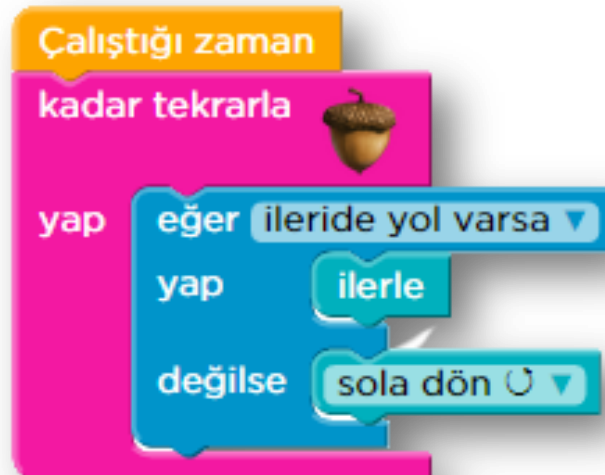 Çalıştığı zaman
kadar tekrarla
yap eğer ileride yol varsa
yap ilerle
değilse sola dön